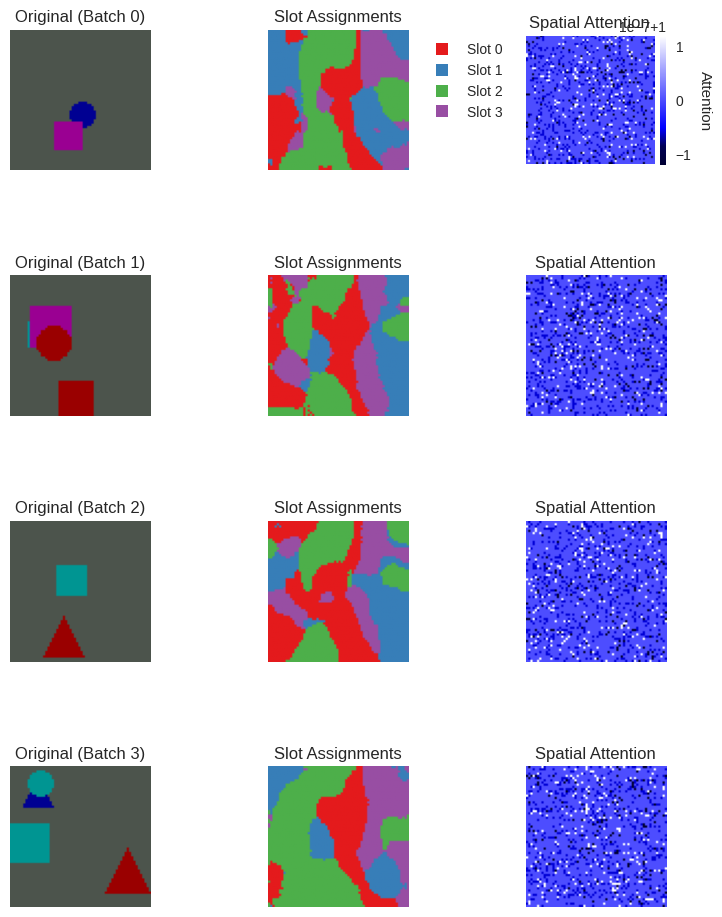 Original (Batch 0)
Slot Assignments
Slot 0
Slot 1
Slot 2
Slot 3
Spatial Attention
1e−7+1
1
0
−1
Attention
Original (Batch 1)
Slot Assignments
Spatial Attention
Original (Batch 2)
Slot Assignments
Spatial Attention
Original (Batch 3)
Slot Assignments
Spatial Attention